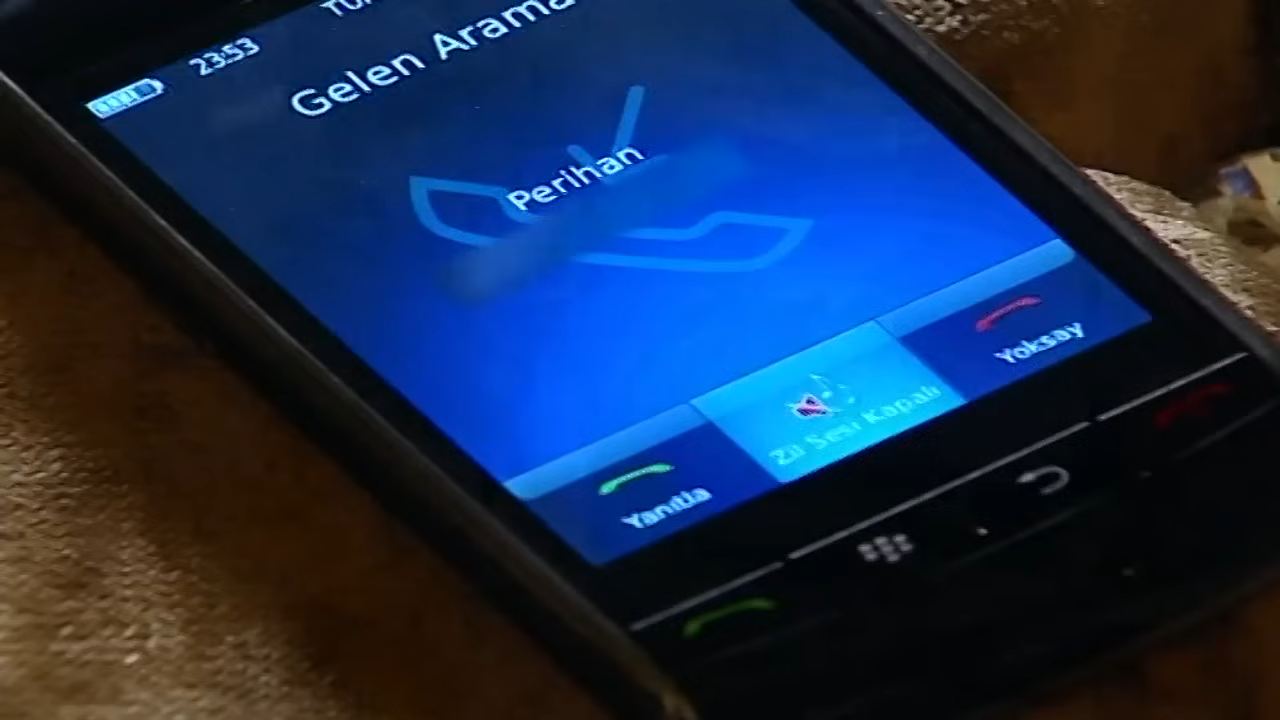 23:53
Gelen Arama
Perihan
Yoksay
Zil Sesi Kapalı
Yanıtla